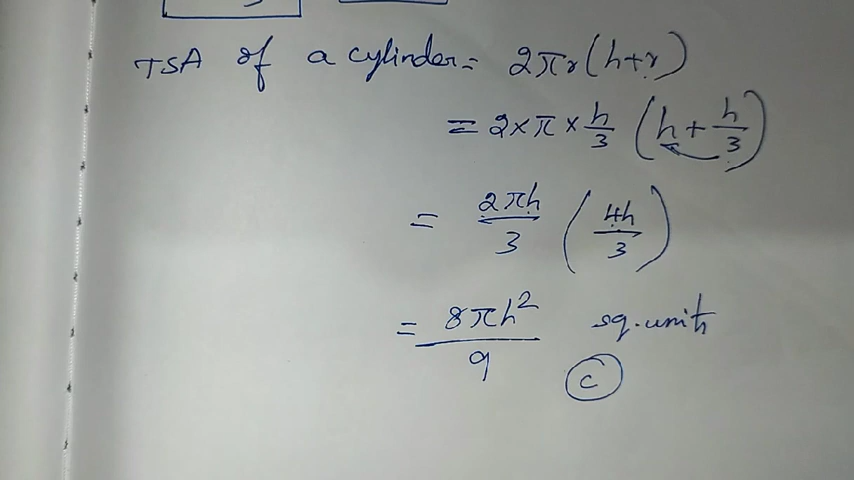 TSA of a cylinder = 2πr(h+r)
= 2×π×h/3 (h+h/3)
= 2πh/3 (4h/3)
= 8πh²/9 sq.units
C